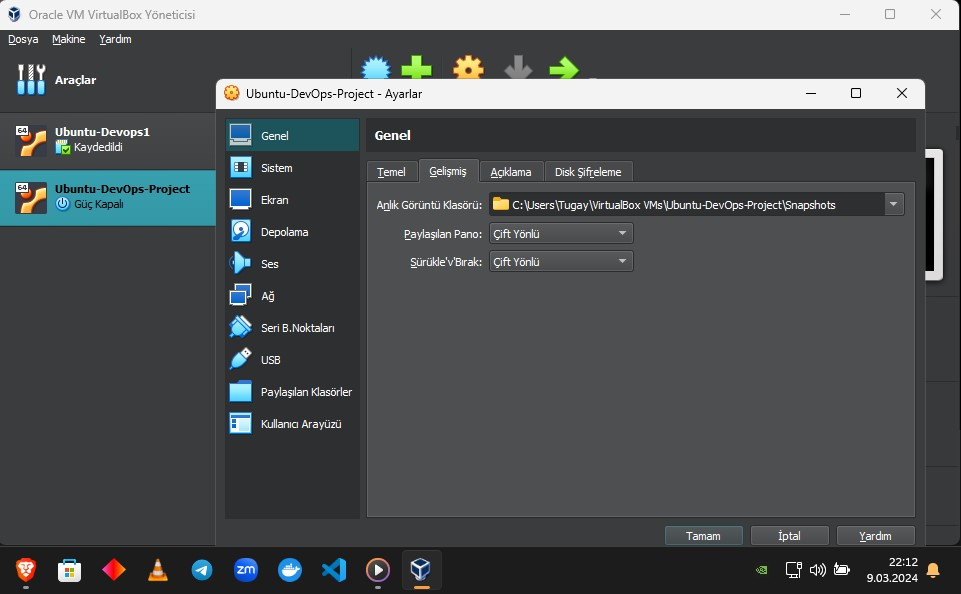 Oracle VM VirtualBox Yöneticisi
Dosya Makine Yardım
Araçlar
64
Ubuntu-Devops1
Kaydedildi
64
Ubuntu-DevOps-Project
Güç Kapalı
Ubuntu-DevOps-Project - Ayarlar
Genel
Sistem
Ekran
Depolama
Ses
Ağ
Seri B.Noktaları
USB
Paylaşılan Klasörler
Kullanıcı Arayüzü
Genel
Temel Gelişmiş Açıklama Disk Şifreleme
Anlık Görüntü Klasörü: C:\Users\Tugay\VirtualBox VMs\Ubuntu-DevOps-Project\Snapshots
Paylaşılan Pano: Çift Yönlü
Sürükle'v'Bırak: Çift Yönlü
Tamam İptal Yardım
zm
22:12
9.03.2024